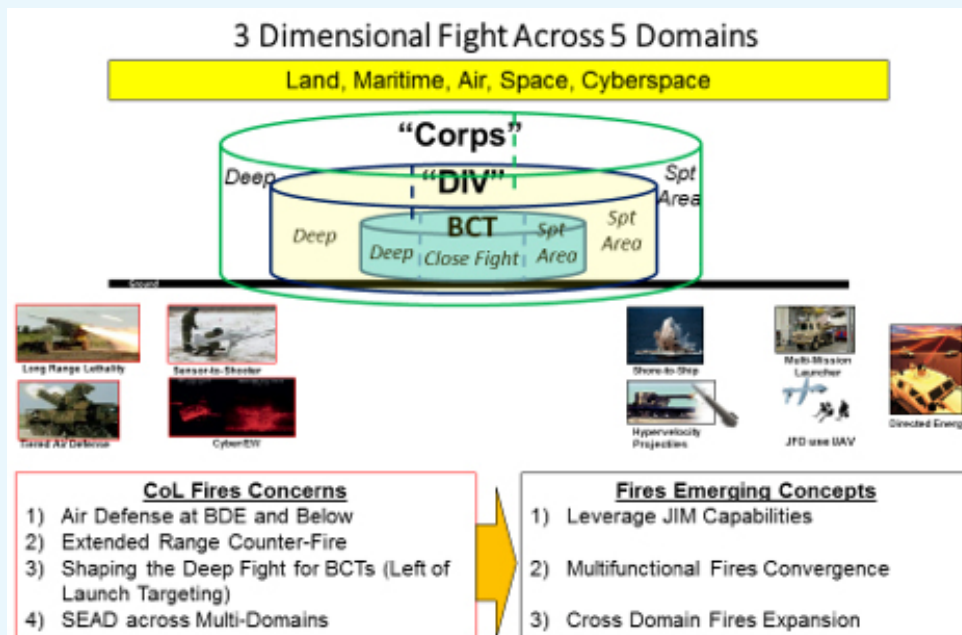 3 Dimensional Fight Across 5 Domains
Land, Maritime, Air, Space, Cyberspace
“Corps”
Deep
“DIV”
Spt
Area
BCT
Deep
Spt
Area
Deep
Close Fight
Spt
Area
Ground
Long Range Lethality
Sensor-to-Shooter
Shore-to-Ship
Multi-Mission
Launcher
Tiered Air Defense
Cyber/EW
Hypervelocity
Projectiles
JFO use UAV
Directed Energ
CoL Fires Concerns
1) Air Defense at BDE and Below
2) Extended Range Counter-Fire
3) Shaping the Deep Fight for BCTs (Left of
Launch Targeting)
4) SEAD across Multi-Domains
Fires Emerging Concepts
1) Leverage JIM Capabilities
2) Multifunctional Fires Convergence
3) Cross Domain Fires Expansion